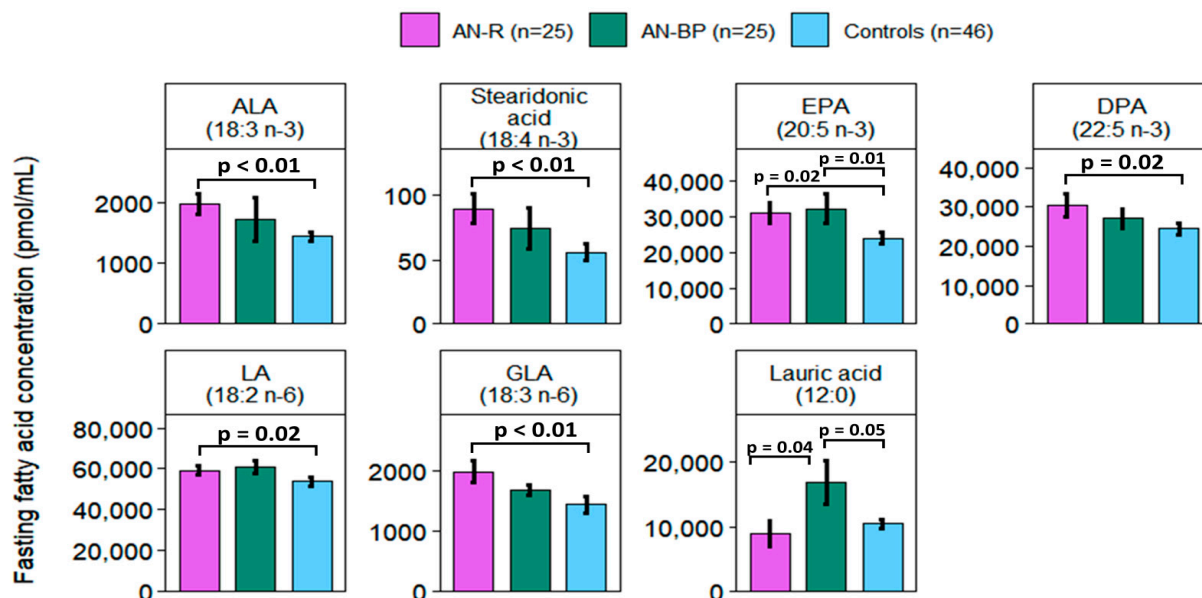 AN-R (n=25) AN-BP (n=25) Controls (n=46)
Fasting fatty acid concentration (pmol/mL)
ALA
(18:3 n-3)
p < 0.01
2000
1000
0
Stearidonic
acid
(18:4 n-3)
p < 0.01
100
50
0
EPA
(20:5 n-3)
p = 0.01
p = 0.02
40,000
30,000
20,000
10,000
0
DPA
(22:5 n-3)
p = 0.02
40,000
30,000
20,000
10,000
0
LA
(18:2 n-6)
p = 0.02
80,000
60,000
40,000
20,000
0
GLA
(18:3 n-6)
p < 0.01
2000
1000
0
Lauric acid
(12:0)
p = 0.05
p = 0.04
20,000
10,000
0